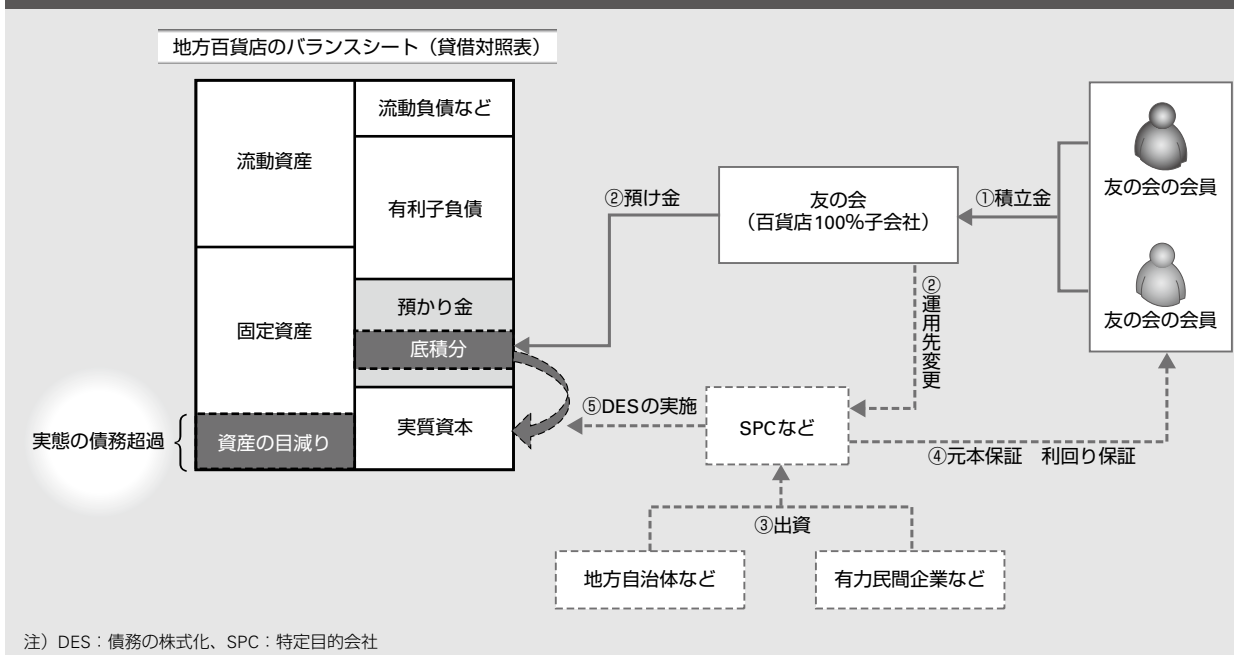 地方百貨店のバランスシート（貸借対照表）
流動資産
固定資産
資産の目減り
実態の債務超過
流動負債など
有利子負債
預かり金
底積分
実質資本
②預け金
友の会
（百貨店100％子会社）
①積立金
友の会の会員
友の会の会員
②運用先変更
⑤DESの実施
SPCなど
④元本保証　利回り保証
③出資
地方自治体など
有力民間企業など
注）DES：債務の株式化、SPC：特定目的会社